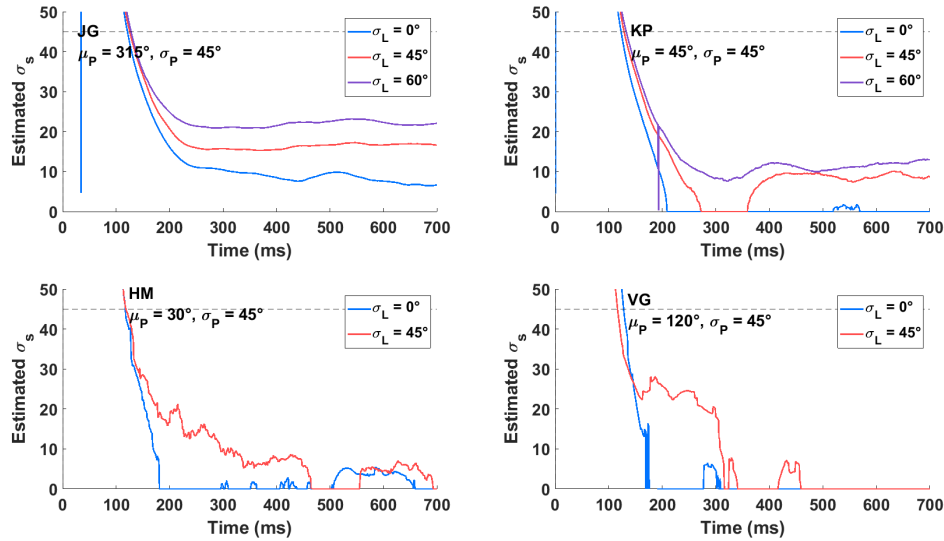 50
40
30
20
10
0
Estimated σs
JG
μP = 315°, σP = 45°
σL = 0°
σL = 45°
σL = 60°
0 100 200 300 400 500 600 700
Time (ms)
50
40
30
20
10
0
Estimated σs
KP
μP = 45°, σP = 45°
σL = 0°
σL = 45°
σL = 60°
0 100 200 300 400 500 600 700
Time (ms)
50
40
30
20
10
0
Estimated σs
HM
μP = 30°, σP = 45°
σL = 0°
σL = 45°
0 100 200 300 400 500 600 700
Time (ms)
50
40
30
20
10
0
Estimated σs
VG
μP = 120°, σP = 45°
σL = 0°
σL = 45°
0 100 200 300 400 500 600 700
Time (ms)